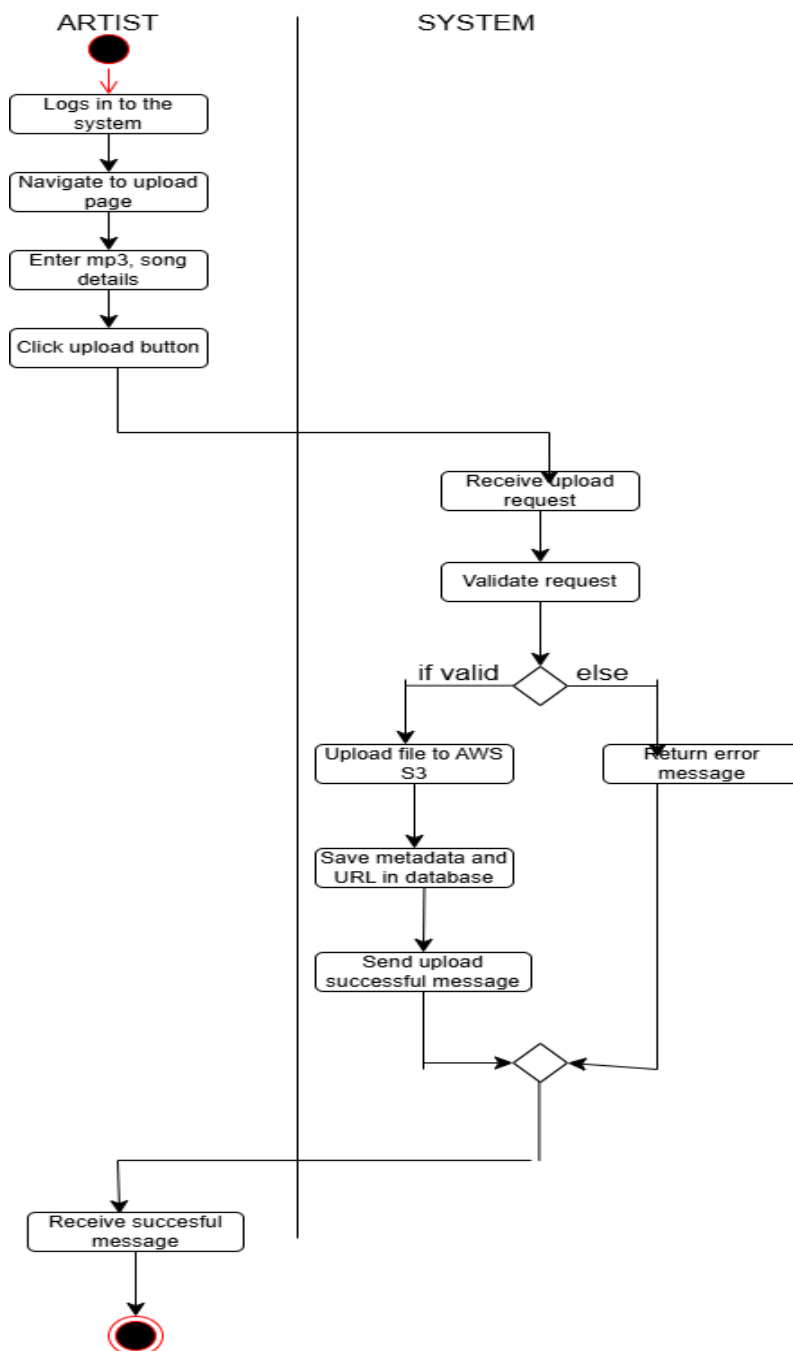 ARTIST
SYSTEM
Logs in to the
system
Navigate to upload
page
Enter mp3, song
details
Click upload button
Receive upload
request
Validate request
if valid
else
Upload file to AWS
S3
Return error
message
Save metadata and
URL in database
Send upload
successful message
Receive succesful
message